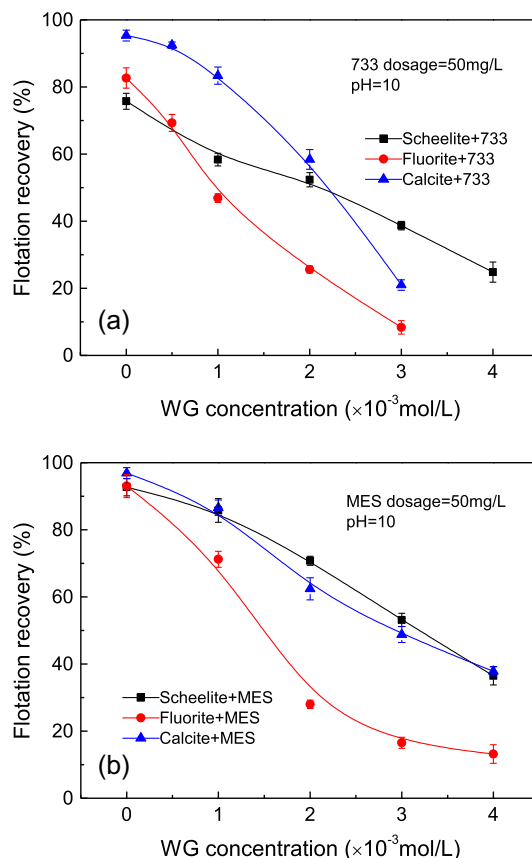 100
80
60
40
20
0
Flotation recovery (%)
733 dosage=50mg/L
pH=10
Scheelite+733
Fluorite+733
Calcite+733
(a)
0 1 2 3 4
WG concentration (×10⁻³mol/L)
100
80
60
40
20
0
Flotation recovery (%)
MES dosage=50mg/L
pH=10
Scheelite+MES
Fluorite+MES
Calcite+MES
(b)
0 1 2 3 4
WG concentration (×10⁻³mol/L)